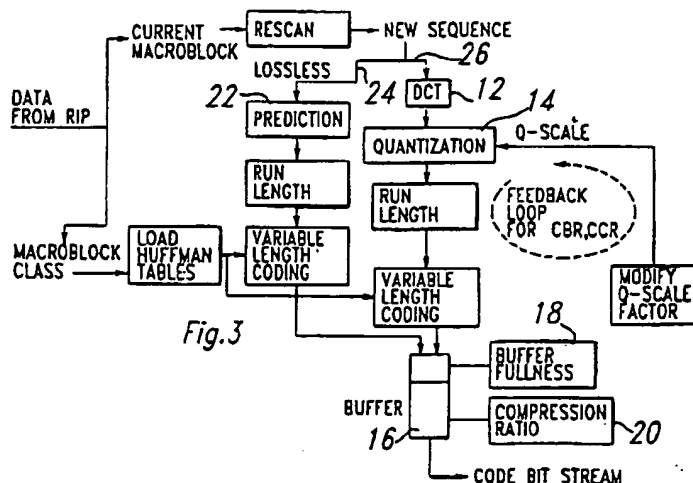 CURRENT
MACROBLOCK
RESCAN
NEW SEQUENCE
26
LOSSLESS
24
DCT
12
22
14
DATA
FROM RIP
PREDICTION
QUANTIZATION
Q-SCALE
RUN
LENGTH
RUN
LENGTH
FEEDBACK
LOOP
FOR CBR,CCR
MACROBLOCK
CLASS
LOAD
HUFFMAN
TABLES
VARIABLE
LENGTH
CODING
VARIABLE
LENGTH
CODING
MODIFY
Q-SCALE
FACTOR
Fig.3
18
BUFFER
FULLNESS
BUFFER
16
COMPRESSION
RATIO
20
CODE BIT STREAM